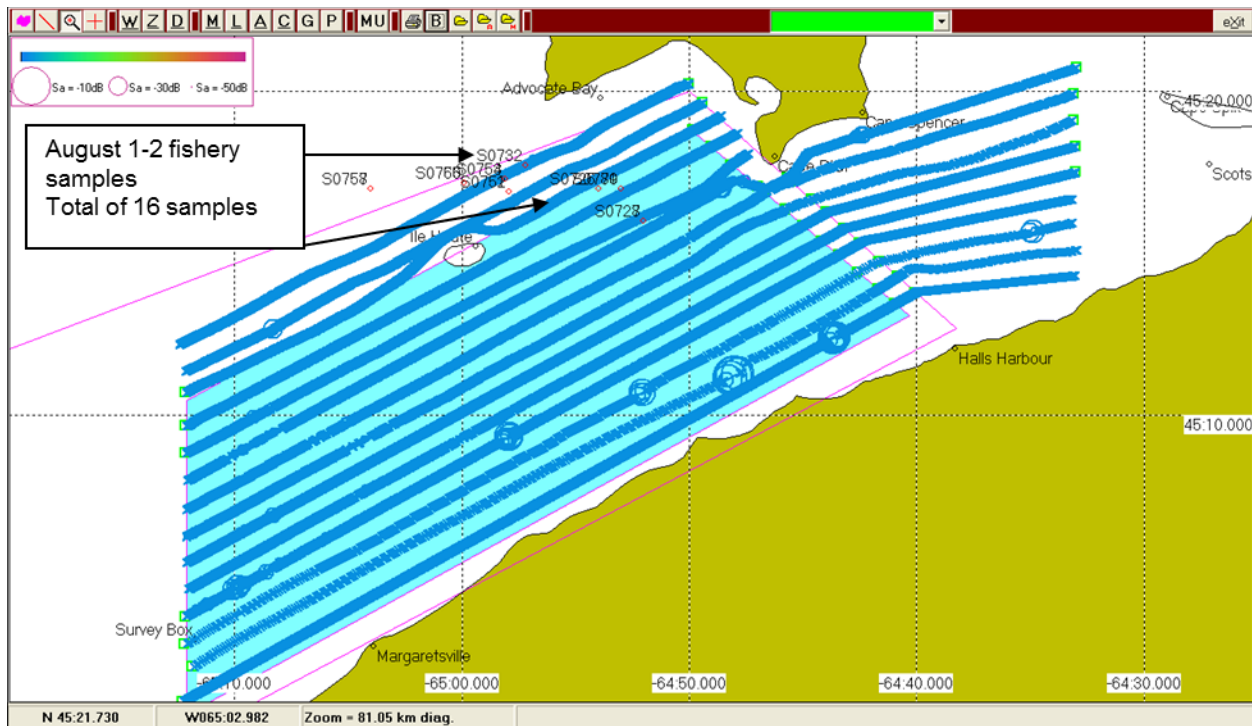 W Z D M L A C G P MU B eXit
Sa = -10dB Sa = -30dB Sa = -50dB
Advocate Bay
45:20.000
August 1-2 fishery
samples
Total of 16 samples
S0732
S0757
S0728
Ile Haute
Scots
Halls Harbour
45:10.000
Survey Box
Margaretsville
-65:10.000 -65:00.000 -64:50.000 -64:40.000 -64:30.000
N 45:21.730 W065:02.982 Zoom = 81.05 km diag.